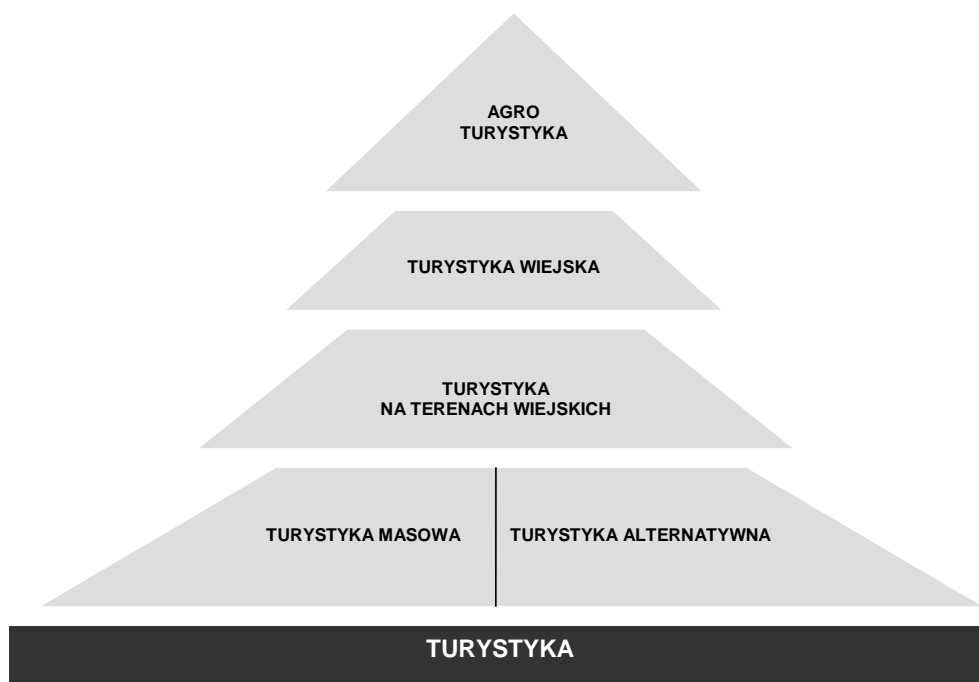 AGRO
TURYSTYKA
TURYSTYKA WIEJSKA
TURYSTYKA
NA TERENACH WIEJSKICH
TURYSTYKA MASOWA
TURYSTYKA ALTERNATYWNA
TURYSTYKA